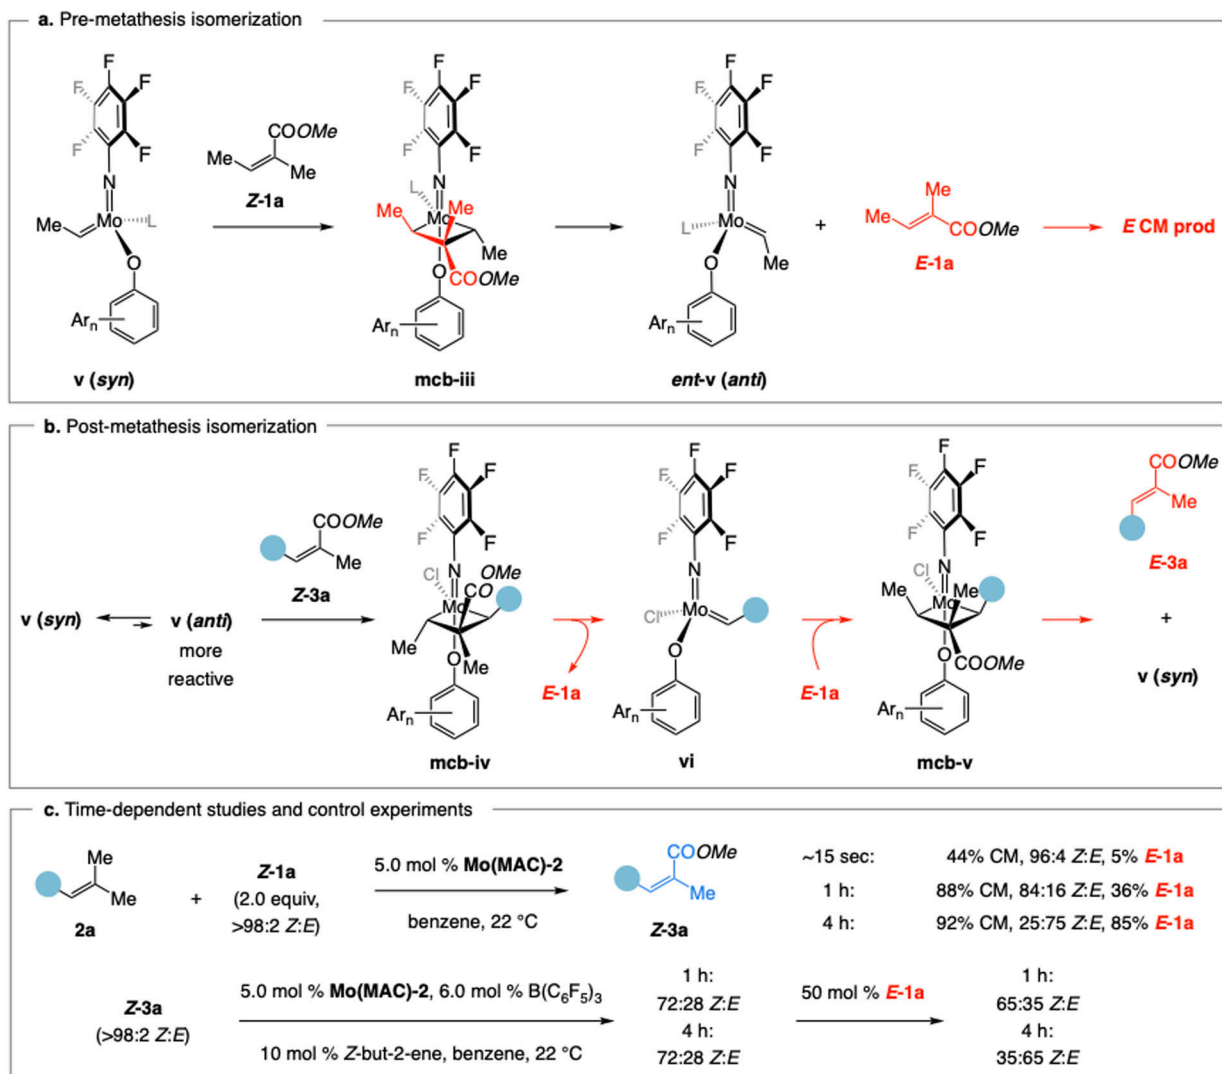 a. Pre-metathesis isomerization
F
F
F
F
F
N
Me
Mo
L
O
Arn
v (syn)
COOMe
Me
Me
Z-1a
F
F
F
F
F
N
L
Me
Me
Mo
Me
O
COOMe
Arn
mcb-iii
F
F
F
F
F
N
L
Mo
O
Me
Arn
ent-v (anti)
+
Me
Me
COOMe
E-1a
E CM prod
b. Post-metathesis isomerization
v (syn)
v (anti)
more
reactive
COOMe
Me
Z-3a
F
F
F
F
F
Cl
N
OMe
CO
Mo
Me
O
Me
Arn
mcb-iv
E-1a
F
F
F
F
F
N
Cl
Mo
O
Arn
vi
E-1a
F
F
F
F
F
Cl
N
Me
Mo
Me
O
COOMe
Arn
mcb-v
COOMe
Me
E-3a
+
v (syn)
c. Time-dependent studies and control experiments
Me
Me
2a
+
Z-1a
(2.0 equiv,
>98:2 Z:E)
5.0 mol % Mo(MAC)-2
benzene, 22 °C
COOMe
Me
Z-3a
~15 sec: 44% CM, 96:4 Z:E, 5% E-1a
1 h: 88% CM, 84:16 Z:E, 36% E-1a
4 h: 92% CM, 25:75 Z:E, 85% E-1a
Z-3a
(>98:2 Z:E)
5.0 mol % Mo(MAC)-2, 6.0 mol % B(C6F5)3
10 mol % Z-but-2-ene, benzene, 22 °C
1 h:
72:28 Z:E
4 h:
72:28 Z:E
50 mol % E-1a
1 h:
65:35 Z:E
4 h:
35:65 Z:E